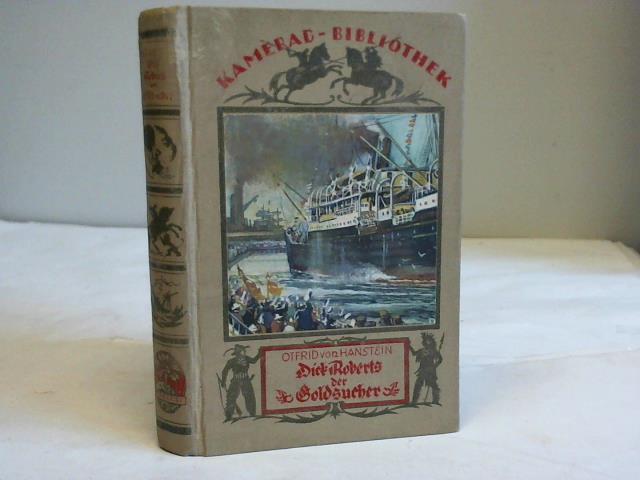 KAMERAD-BIBLIOTHEK
OTFRID von HANSTEIN
Dick Roberts
der
Goldsucher